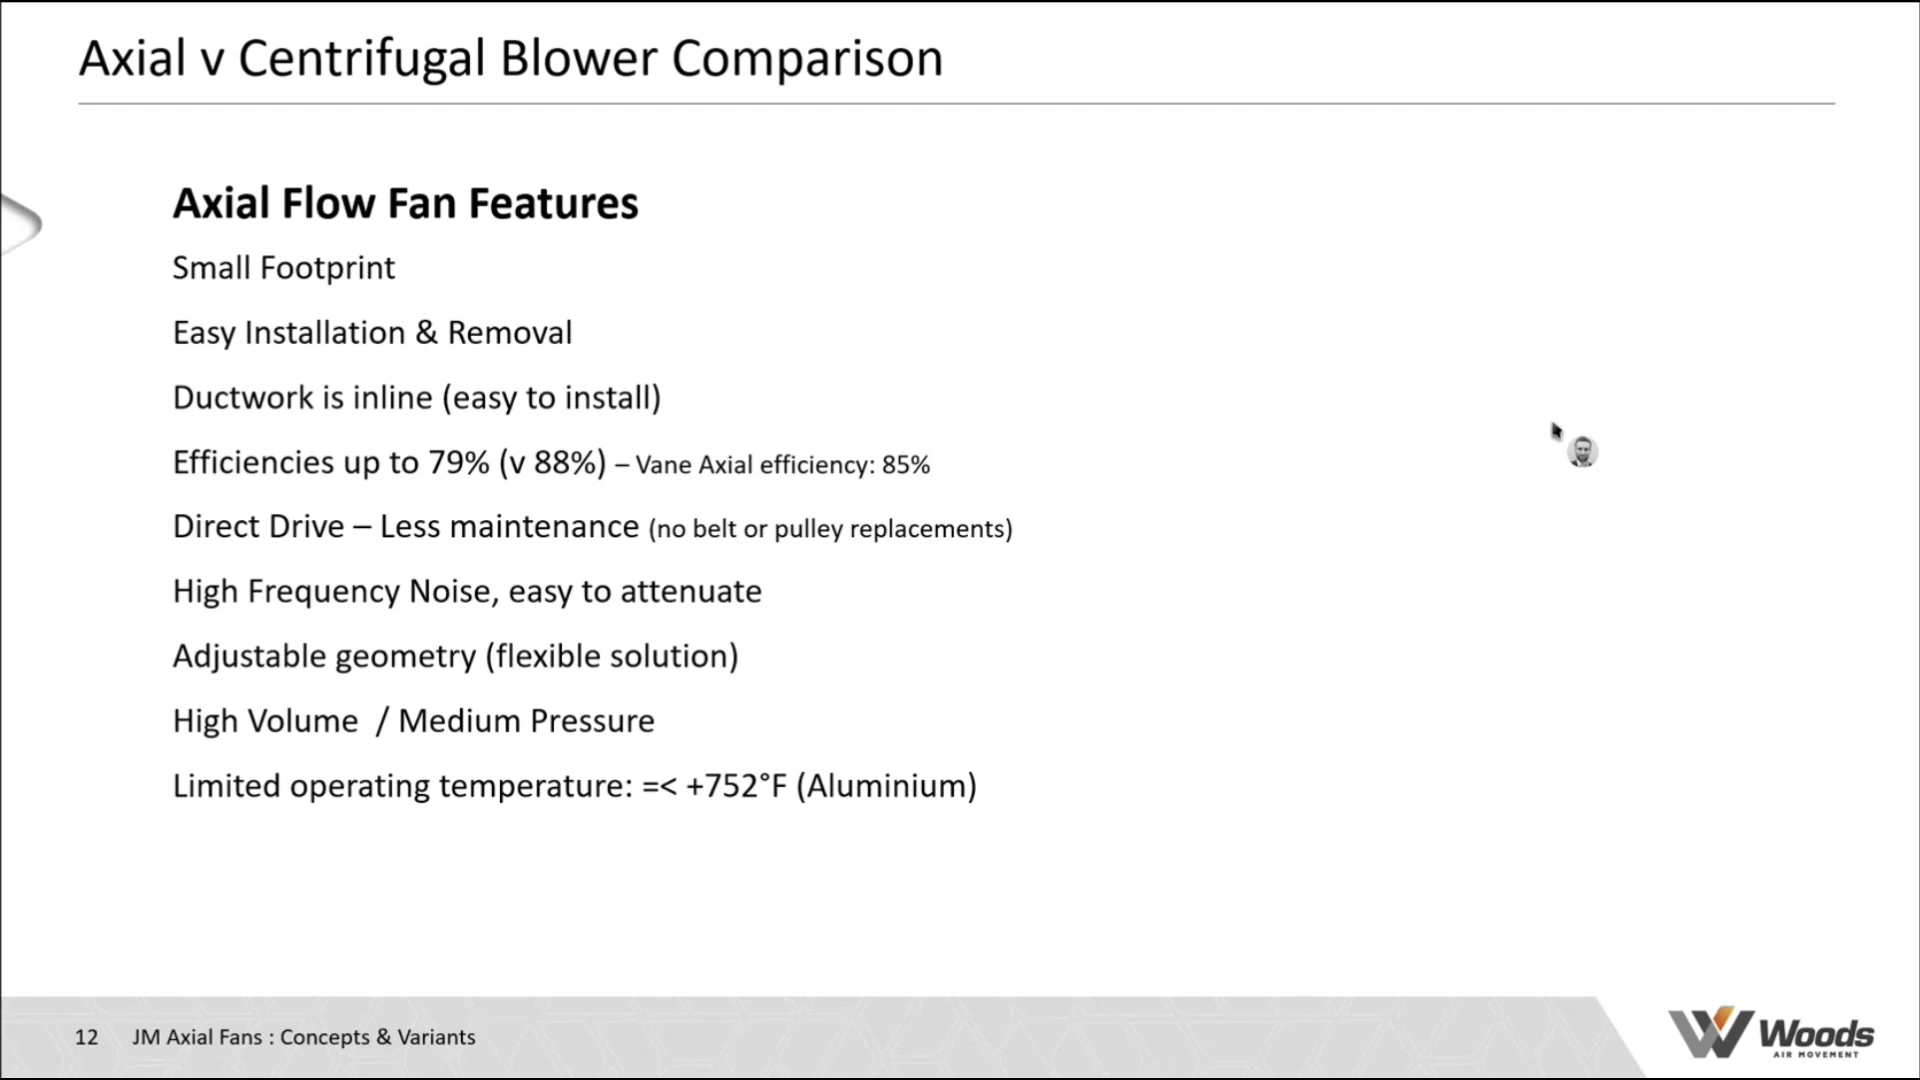 Axial v Centrifugal Blower Comparison
Axial Flow Fan Features
Small Footprint
Easy Installation & Removal
Ductwork is inline (easy to install)
Efficiencies up to 79% (v 88%) – Vane Axial efficiency: 85%
Direct Drive – Less maintenance (no belt or pulley replacements)
High Frequency Noise, easy to attenuate
Adjustable geometry (flexible solution)
High Volume / Medium Pressure
Limited operating temperature: =< +752°F (Aluminium)
12 JM Axial Fans : Concepts & Variants
Woods
AIR MOVEMENT